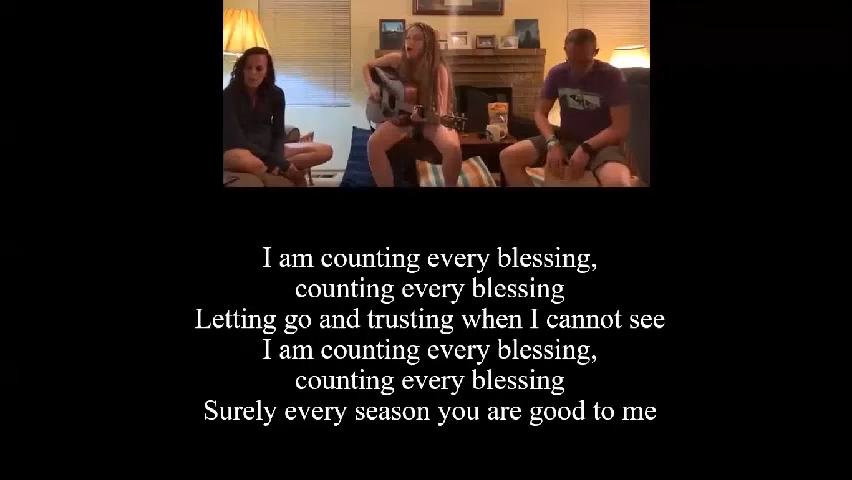 I am counting every blessing,
counting every blessing
Letting go and trusting when I cannot see
I am counting every blessing,
counting every blessing
Surely every season you are good to me